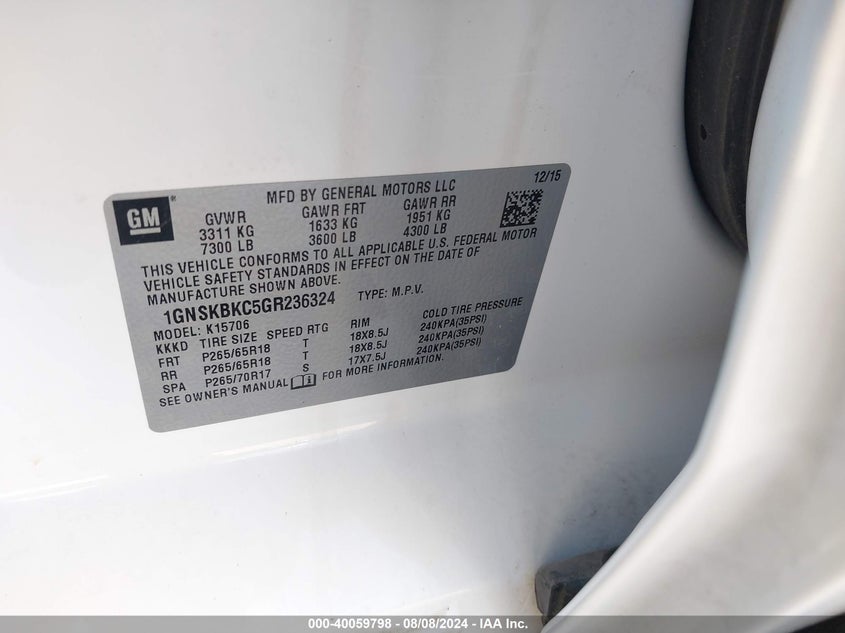 GM
MFD BY GENERAL MOTORS LLC
12/15
GVWR GAWR FRT GAWR RR
3311 KG 1633 KG 1951 KG
7300 LB 3600 LB 4300 LB
THIS VEHICLE CONFORMS TO ALL APPLICABLE U.S. FEDERAL MOTOR
VEHICLE SAFETY STANDARDS IN EFFECT ON THE DATE OF
MANUFACTURE SHOWN ABOVE.
1GNSKBKC5GR236324 TYPE: M.P.V.
MODEL: K15706
KKKD TIRE SIZE SPEED RTG RIM COLD TIRE PRESSURE
FRT P265/65R18 T 18X8.5J 240KPA(35PSI)
RR P265/65R18 T 18X8.5J 240KPA(35PSI)
SPA P265/70R17 S 17X7.5J 240KPA(35PSI)
SEE OWNER'S MANUAL FOR MORE INFORMATION.
000-40059798 - 08/08/2024 - IAA Inc.